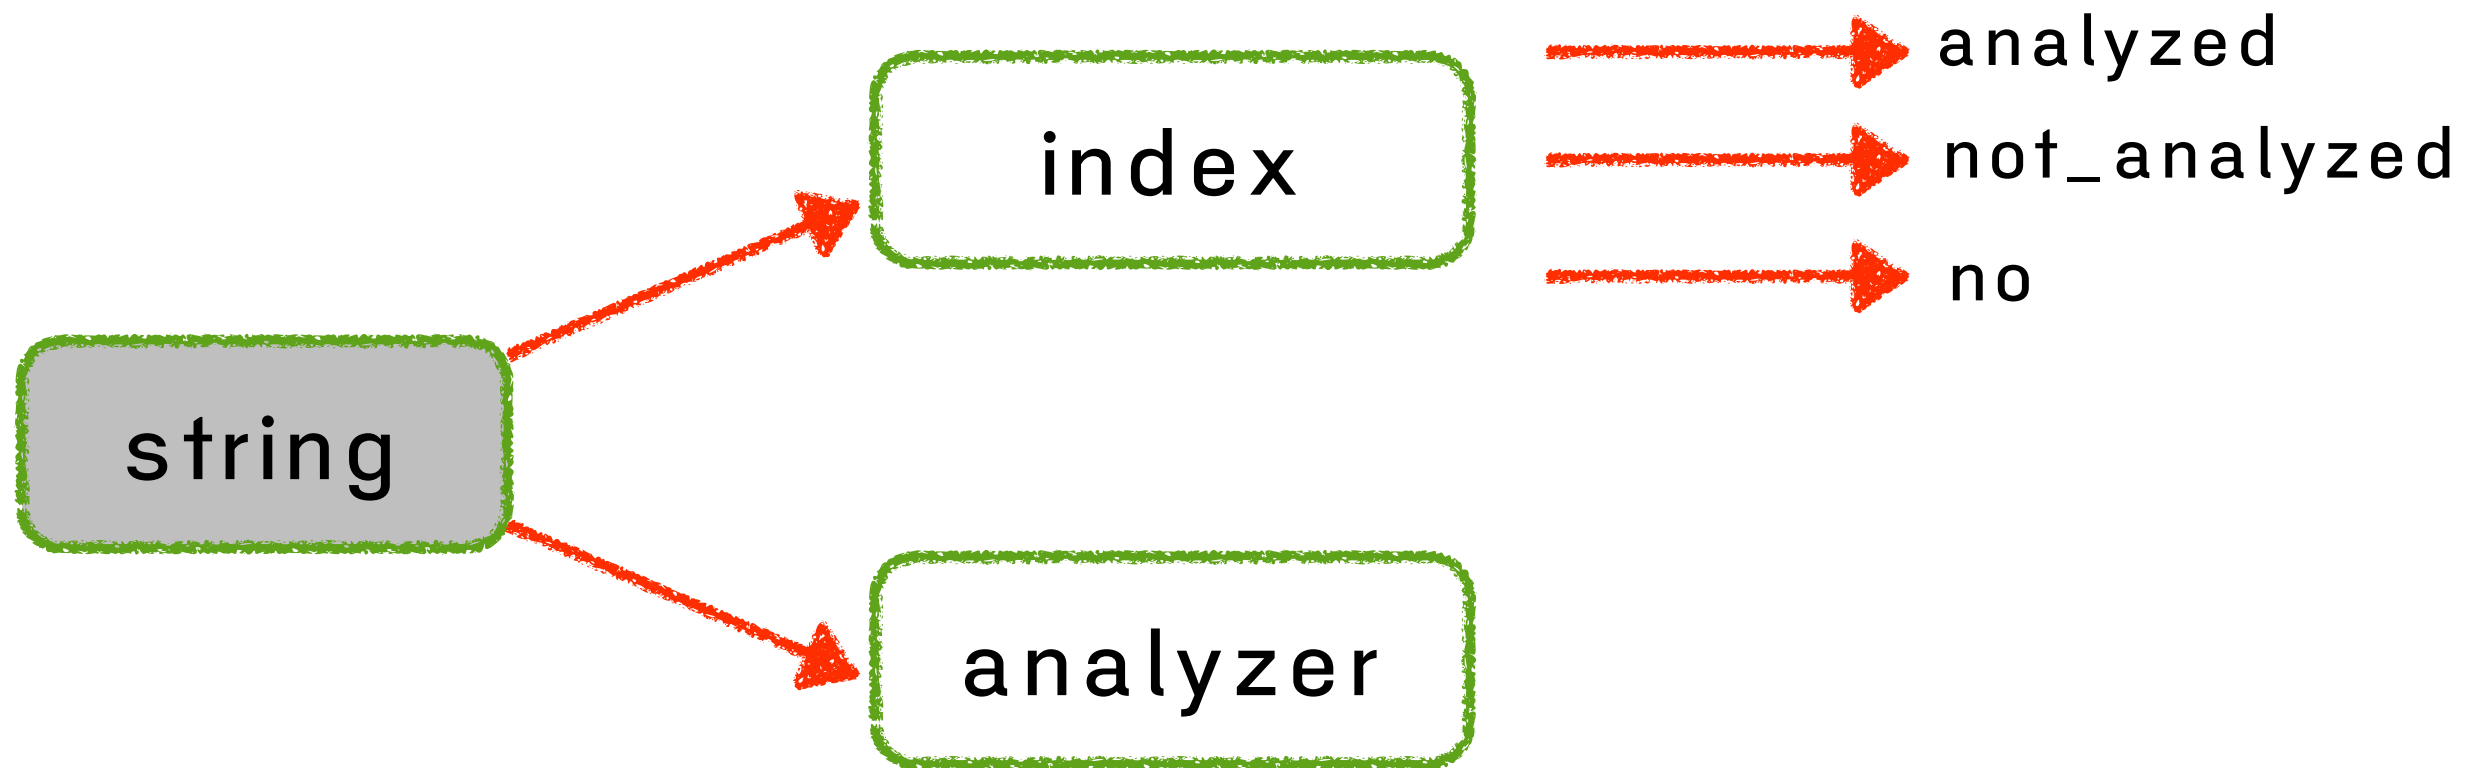 analyzed
index
not_analyzed
no
string
analyzer